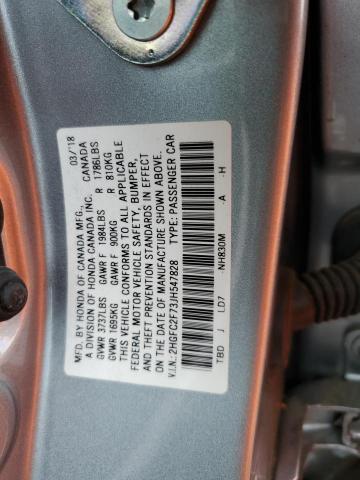 MFD. BY HONDA OF CANADA MFG., 03/'18
A DIVISION OF HONDA CANADA INC. CANADA
GVWR 3737LBS GAWR F 1984LBS R 1786LBS
GVWR 1695KG GAWR F 900KG R 810KG
THIS VEHICLE CONFORMS TO ALL APPLICABLE
FEDERAL MOTOR VEHICLE SAFETY, BUMPER,
AND THEFT PREVENTION STANDARDS IN EFFECT
ON THE DATE OF MANUFACTURE SHOWN ABOVE.
V.I.N.: 2HGFC2F73JH547828 TYPE: PASSENGER CAR
TBD J LD7 NH830M -A -H